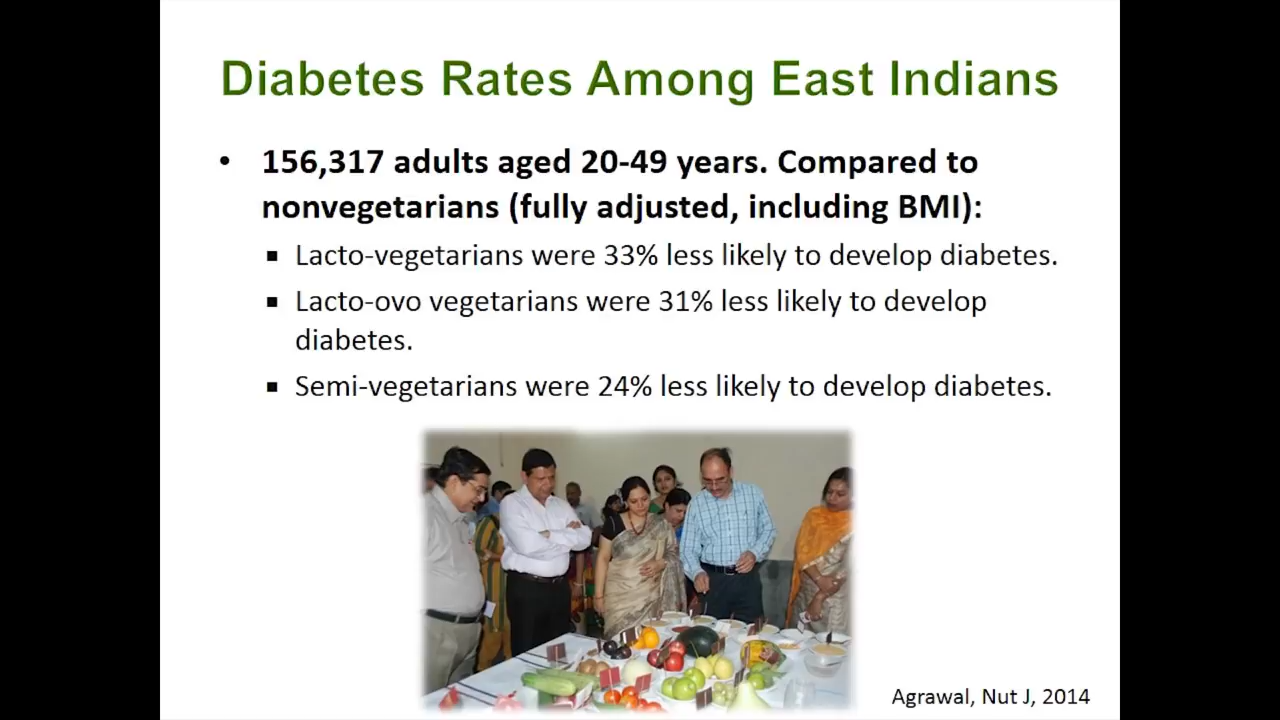 Diabetes Rates Among East Indians
• 156,317 adults aged 20-49 years. Compared to
nonvegetarians (fully adjusted, including BMI):
▪ Lacto-vegetarians were 33% less likely to develop diabetes.
▪ Lacto-ovo vegetarians were 31% less likely to develop
diabetes.
▪ Semi-vegetarians were 24% less likely to develop diabetes.
Agrawal, Nut J, 2014